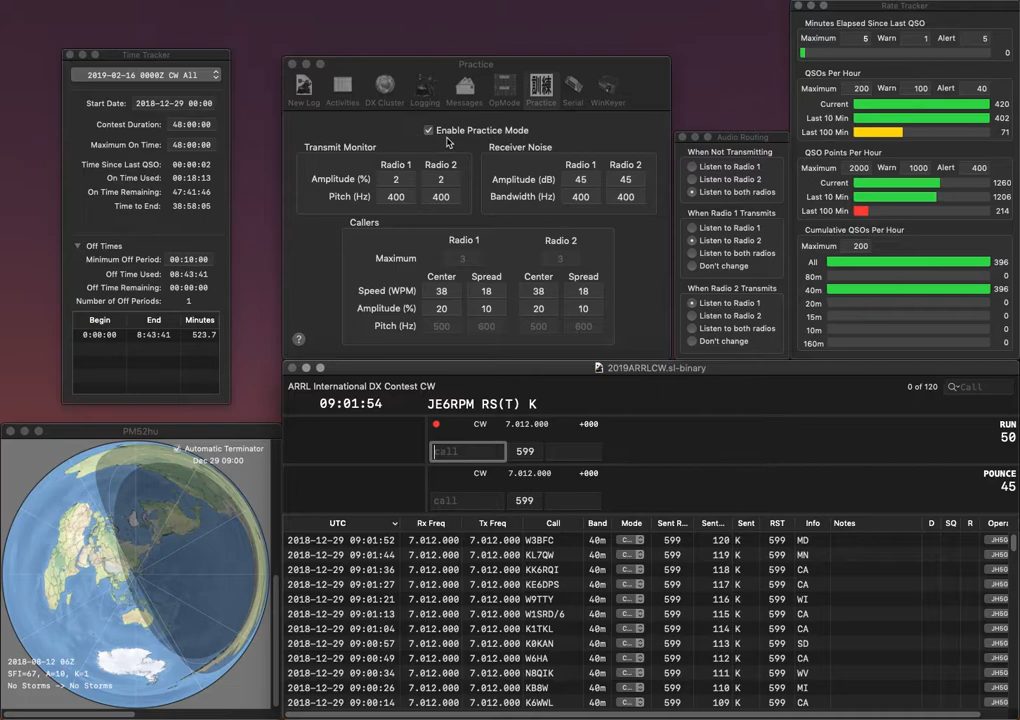 Time Tracker
2019-02-16 0000Z CW All
Start Date: 2018-12-29 00:00
Contest Duration: 48:00:00
Maximum On Time: 48:00:00
Time Since Last QSO: 00:00:02
On Time Used: 00:18:13
On Time Remaining: 47:41:46
Time to End: 38:58:05
Off Times
Minimum Off Period: 00:10:00
Off Time Used: 08:43:41
Off Time Remaining: 00:00:00
Number of Off Periods: 1
Begin End Minutes
0:00:00 8:43:41 523.7
Practice
New Log Activities DX Cluster Logging Messages OpMode Practice Serial WinKeyer
訓練
Enable Practice Mode
Transmit Monitor
Radio 1 Radio 2
Amplitude (%) 2 2
Pitch (Hz) 400 400
Receiver Noise
Radio 1 Radio 2
Amplitude (dB) 45 45
Bandwidth (Hz) 400 400
Callers
Radio 1 Radio 2
Maximum 3 3
Center Spread Center Spread
Speed (WPM) 38 18 38 18
Amplitude (%) 20 10 20 10
Pitch (Hz) 500 600 500 600
?
Audio Routing
When Not Transmitting
Listen to Radio 1
Listen to Radio 2
Listen to both radios
When Radio 1 Transmits
Listen to Radio 1
Listen to Radio 2
Listen to both radios
Don't change
When Radio 2 Transmits
Listen to Radio 1
Listen to Radio 2
Listen to both radios
Don't change
Rate Tracker
Minutes Elapsed Since Last QSO
Maximum 5 Warn 1 Alert 5
0
QSOs Per Hour
Maximum 200 Warn 100 Alert 40
Current 420
Last 10 Min 402
Last 100 Min 71
QSO Points Per Hour
Maximum 2000 Warn 1000 Alert 400
Current 1260
Last 10 Min 1206
Last 100 Min 214
Cumulative QSOs Per Hour
Maximum 200
All 396
80m 0
40m 396
20m 0
15m 0
10m 0
160m 0
PM52hu
Automatic Terminator
Dec 29 09:00
2018-08-12 06Z
SFI=67, A=10, K=1
No Storms -> No Storms
2019ARRLCW.sl-binary
ARRL International DX Contest CW
0 of 120
Call
09:01:54 JE6RPM RS(T) K
CW 7.012.000 +000 RUN
call 599 50
CW 7.012.000 +000 POUNCE
call 599 45
UTC Rx Freq Tx Freq Call Band Mode Sent R... Sent... Sent RST Info Notes D SQ R Opera
2018-12-29 09:01:52 7.012.000 7.012.000 W3BFC 40m C... 599 120 K 599 MD JH5G
2018-12-29 09:01:44 7.012.000 7.012.000 KL7QW 40m C... 599 119 K 599 MN JH5G
2018-12-29 09:01:36 7.012.000 7.012.000 KK6RQI 40m C... 599 118 K 599 CA JH5G
2018-12-29 09:01:27 7.012.000 7.012.000 KE6DPS 40m C... 599 117 K 599 CA JH5G
2018-12-29 09:01:21 7.012.000 7.012.000 W9TTY 40m C... 599 116 K 599 WI JH5G
2018-12-29 09:01:13 7.012.000 7.012.000 W1SRD/6 40m C... 599 115 K 599 CA JH5G
2018-12-29 09:01:04 7.012.000 7.012.000 K1TKL 40m C... 599 114 K 599 CA JH5G
2018-12-29 09:00:57 7.012.000 7.012.000 K0KAN 40m C... 599 113 K 599 SD JH5G
2018-12-29 09:00:49 7.012.000 7.012.000 W6HA 40m C... 599 112 K 599 CA JH5G
2018-12-29 09:00:34 7.012.000 7.012.000 N8QIK 40m C... 599 111 K 599 WV JH5G
2018-12-29 09:00:26 7.012.000 7.012.000 KB8W 40m C... 599 110 K 599 MI JH5G
2018-12-29 09:00:14 7.012.000 7.012.000 K6WWL 40m C... 599 109 K 599 CA JH5G